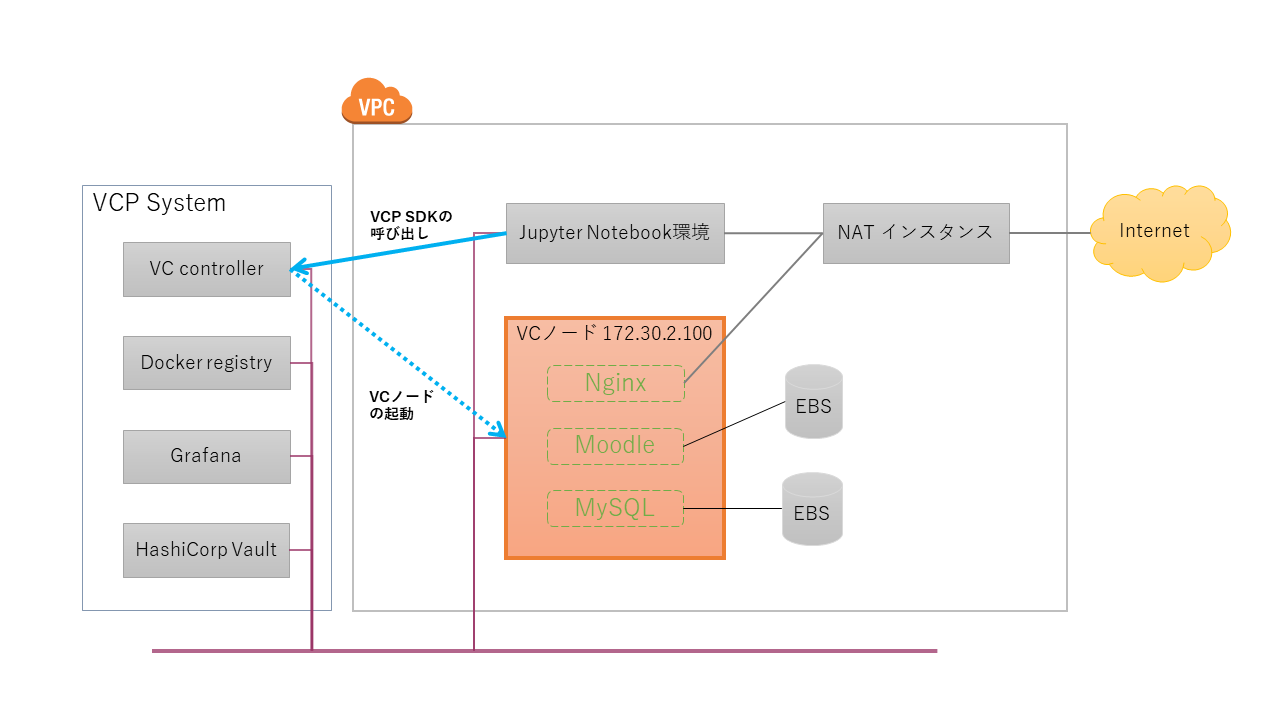 VPC
VCP System
VC controller
Docker registry
Grafana
HashiCorp Vault
VCP SDKの
呼び出し
VCノード
の起動
Jupyter Notebook環境
NAT インスタンス
Internet
VCノード 172.30.2.100
Nginx
Moodle
MySQL
EBS
EBS